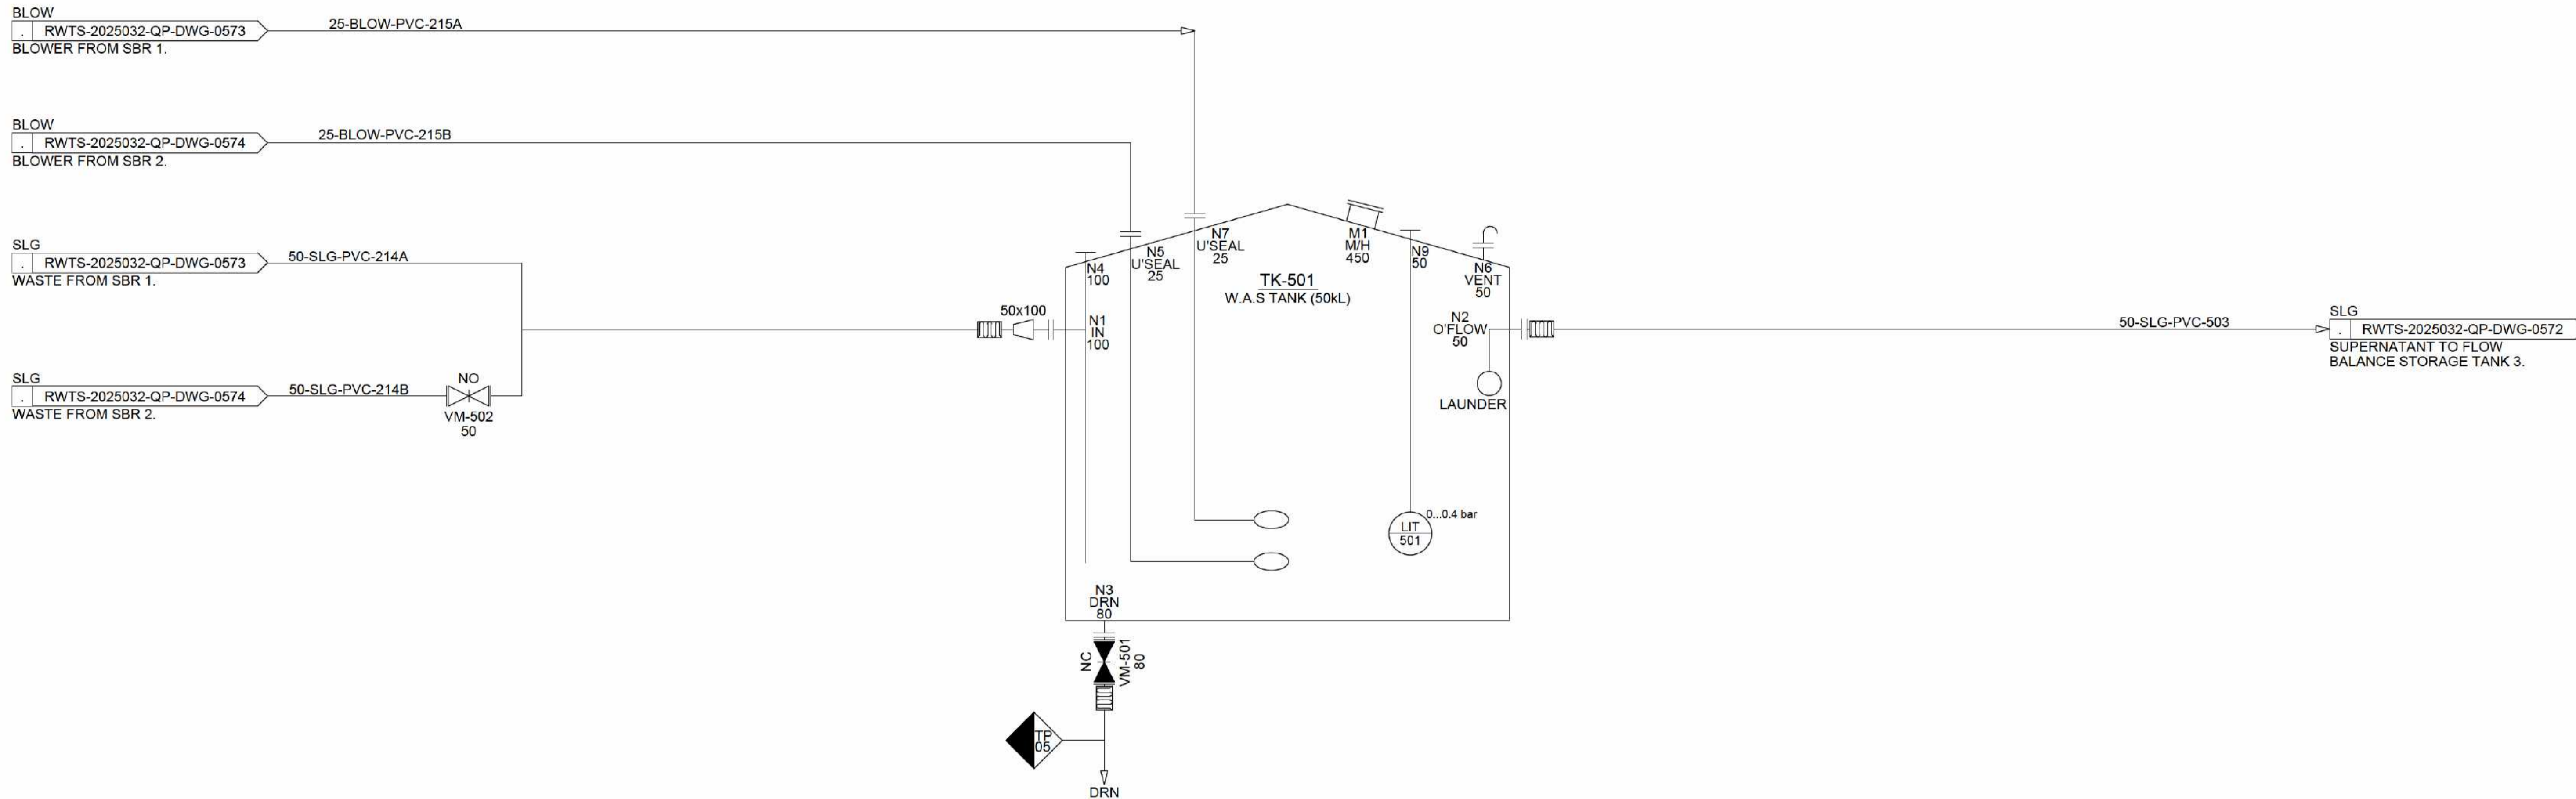 BLOW
. RWTS-2025032-QP-DWG-0573
BLOWER FROM SBR 1.
25-BLOW-PVC-215A
BLOW
. RWTS-2025032-QP-DWG-0574
BLOWER FROM SBR 2.
25-BLOW-PVC-215B
SLG
. RWTS-2025032-QP-DWG-0573
WASTE FROM SBR 1.
50-SLG-PVC-214A
SLG
. RWTS-2025032-QP-DWG-0574
WASTE FROM SBR 2.
50-SLG-PVC-214B
NO
VM-502
50
50x100
N1
IN
100
N4
100
N5
U'SEAL
25
N7
U'SEAL
25
TK-501
W.A.S TANK (50kL)
M1
M/H
450
N9
50
N6
VENT
50
N2
O'FLOW
50
LAUNDER
0...0.4 bar
LIT
501
N3
DRN
80
NC
VM-501
80
TP
05
DRN
50-SLG-PVC-503
SLG
. RWTS-2025032-QP-DWG-0572
SUPERNATANT TO FLOW
BALANCE STORAGE TANK 3.